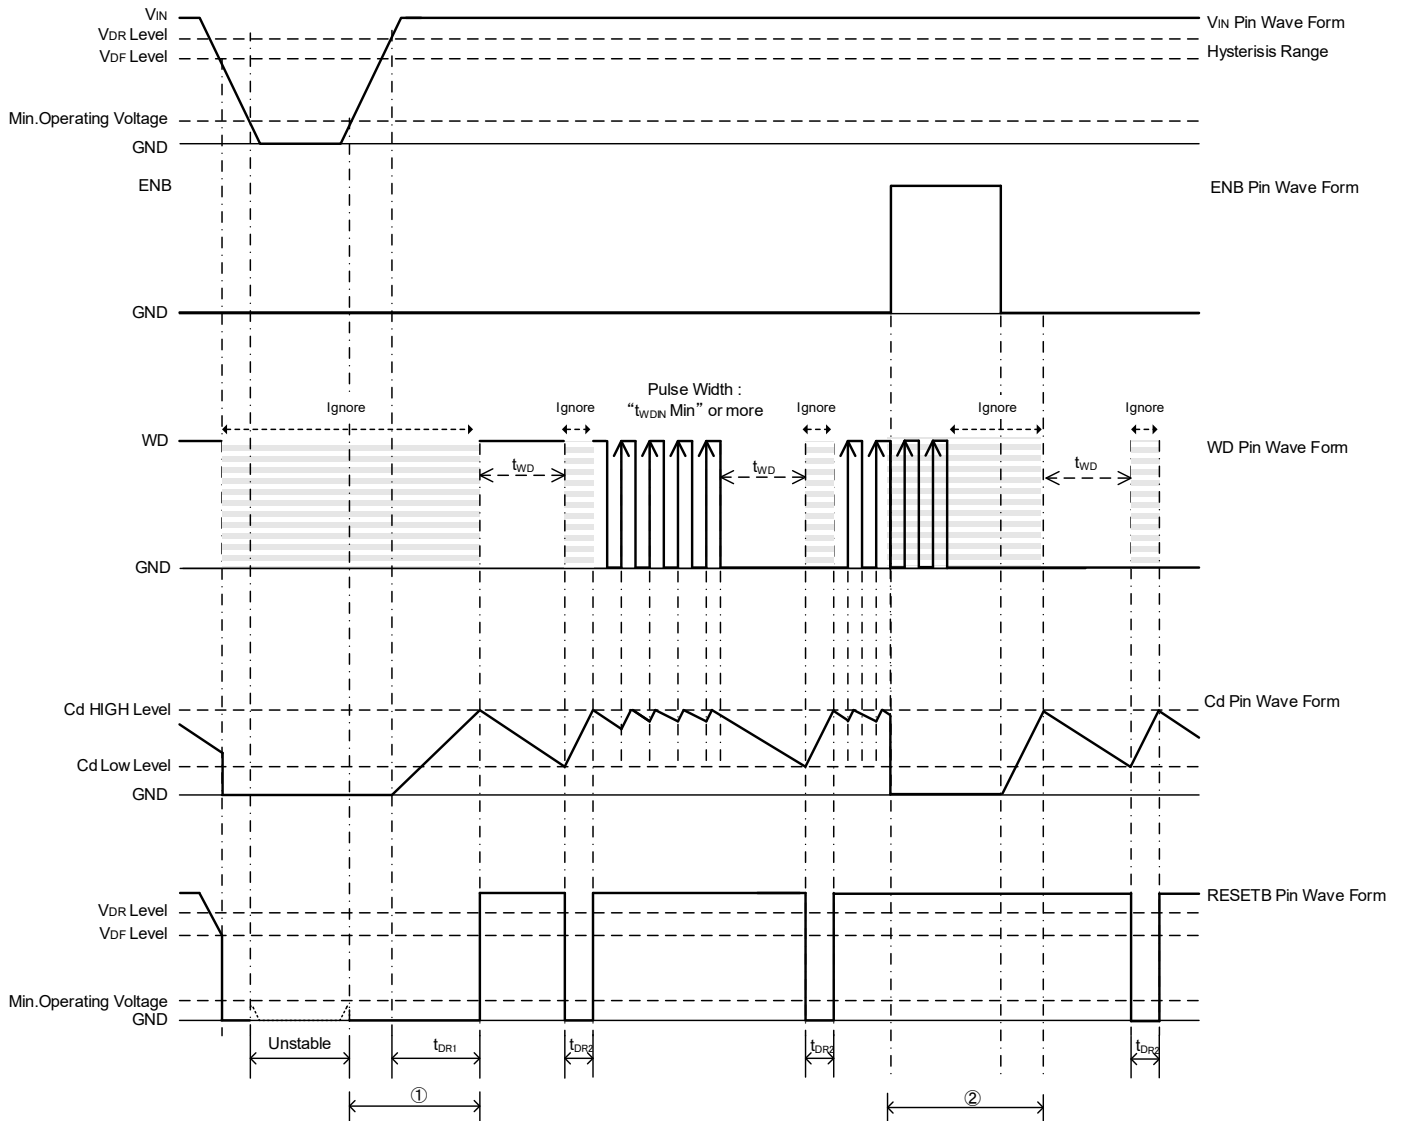 VIN
VIN Pin Wave Form
VDR Level
VDF Level
Hysterisis Range
Min.Operating Voltage
GND
ENB
ENB Pin Wave Form
GND
Pulse Width :
“tWDIN Min” or more
Ignore
Ignore
Ignore
Ignore
Ignore
WD
WD Pin Wave Form
tWD
tWD
tWD
GND
Cd HIGH Level
Cd Pin Wave Form
Cd Low Level
GND
RESETB Pin Wave Form
VDR Level
VDF Level
Min.Operating Voltage
GND
Unstable
tDR1
tDR2
tDR2
tDR2
①
②